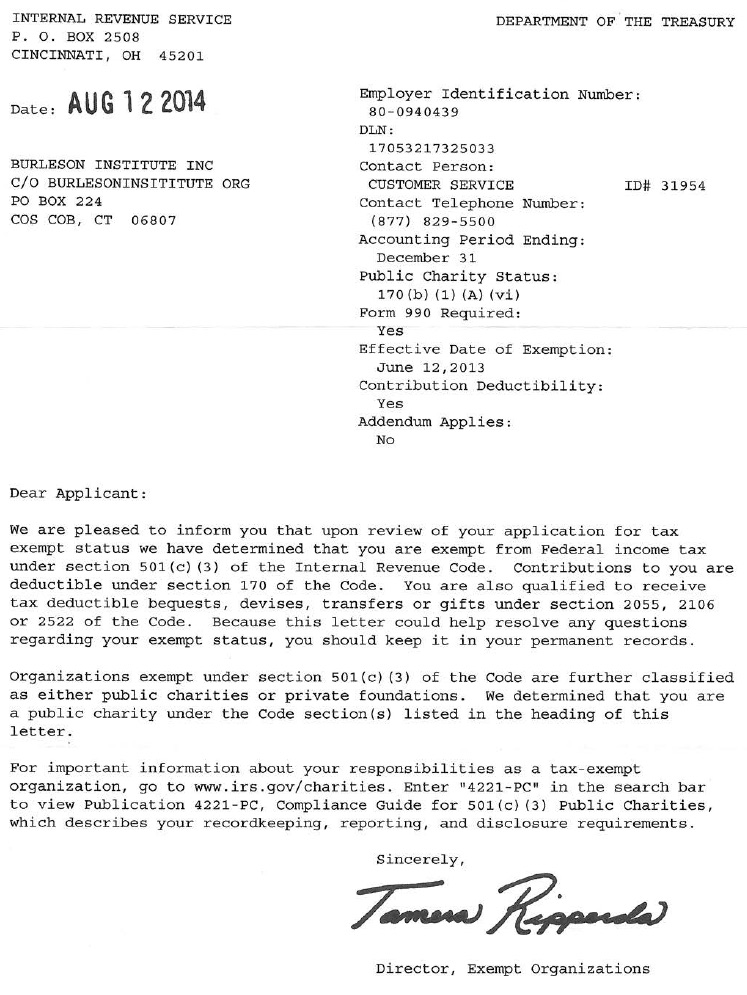 INTERNAL REVENUE SERVICE
P. O. BOX 2508
CINCINNATI, OH 45201
DEPARTMENT OF THE TREASURY
Date: AUG 12 2014
BURLESON INSTITUTE INC
C/O BURLESONINSITITUTE ORG
PO BOX 224
COS COB, CT 06807
Employer Identification Number:
80-0940439
DLN:
17053217325033
Contact Person:
CUSTOMER SERVICE ID# 31954
Contact Telephone Number:
(877) 829-5500
Accounting Period Ending:
December 31
Public Charity Status:
170(b)(1)(A)(vi)
Form 990 Required:
Yes
Effective Date of Exemption:
June 12,2013
Contribution Deductibility:
Yes
Addendum Applies:
No
Dear Applicant:
We are pleased to inform you that upon review of your application for tax
exempt status we have determined that you are exempt from Federal income tax
under section 501(c)(3) of the Internal Revenue Code. Contributions to you are
deductible under section 170 of the Code. You are also qualified to receive
tax deductible bequests, devises, transfers or gifts under section 2055, 2106
or 2522 of the Code. Because this letter could help resolve any questions
regarding your exempt status, you should keep it in your permanent records.
Organizations exempt under section 501(c)(3) of the Code are further classified
as either public charities or private foundations. We determined that you are
a public charity under the Code section(s) listed in the heading of this
letter.
For important information about your responsibilities as a tax-exempt
organization, go to www.irs.gov/charities. Enter "4221-PC" in the search bar
to view Publication 4221-PC, Compliance Guide for 501(c)(3) Public Charities,
which describes your recordkeeping, reporting, and disclosure requirements.
Sincerely,
Tamera Ripperda
Director, Exempt Organizations